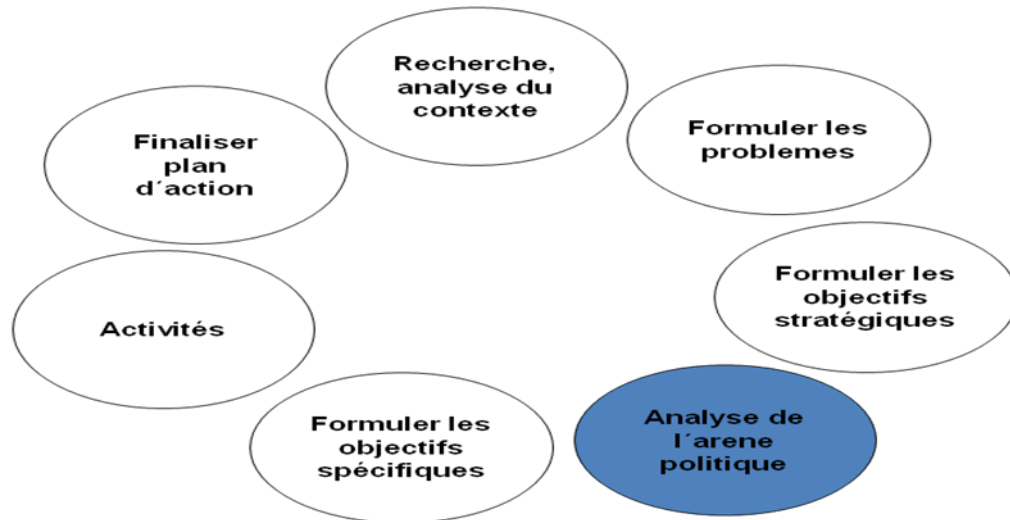 Recherche,
analyse du
contexte
Formuler les
problemes
Formuler les
objectifs
stratégiques
Analyse de
l´arene
politique
Formuler les
objectifs
spécifiques
Activités
Finaliser
plan
d´action